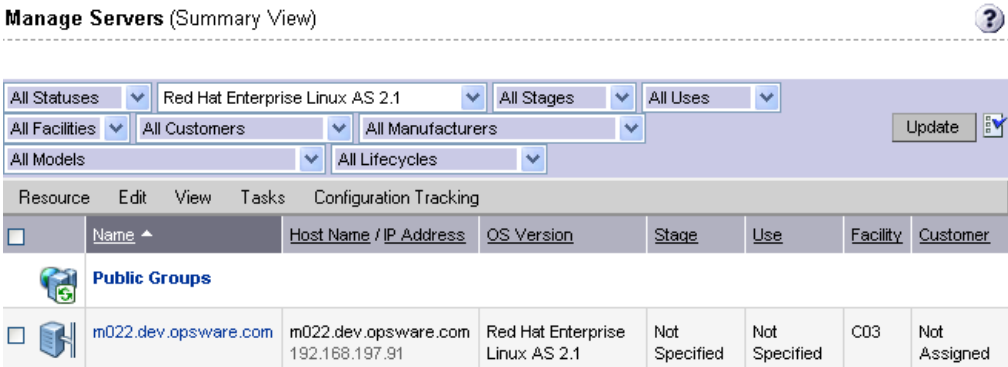 Manage Servers (Summary View)
?
All Statuses Red Hat Enterprise Linux AS 2.1 All Stages All Uses
All Facilities All Customers All Manufacturers Update
All Models All Lifecycles
Resource Edit View Tasks Configuration Tracking
Name Host Name / IP Address OS Version Stage Use Facility Customer
Public Groups
m022.dev.opsware.com m022.dev.opsware.com Red Hat Enterprise Not Not C03 Not
192.168.197.91 Linux AS 2.1 Specified Specified Assigned